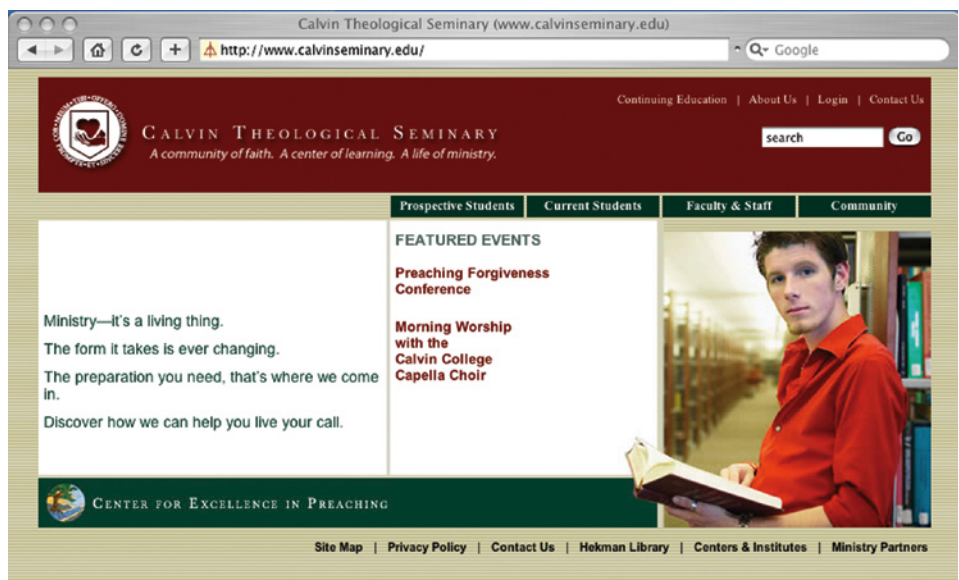 Calvin Theological Seminary (www.calvinseminary.edu)
http://www.calvinseminary.edu/
Google
Continuing Education | About Us | Login | Contact Us
CALVIN THEOLOGICAL SEMINARY
A community of faith. A center of learning. A life of ministry.
search Go
Prospective Students Current Students Faculty & Staff Community
FEATURED EVENTS
Preaching Forgiveness
Conference
Morning Worship
with the
Calvin College
Capella Choir
Ministry—it's a living thing.
The form it takes is ever changing.
The preparation you need, that's where we come
in.
Discover how we can help you live your call.
CENTER FOR EXCELLENCE IN PREACHING
Site Map | Privacy Policy | Contact Us | Hekman Library | Centers & Institutes | Ministry Partners